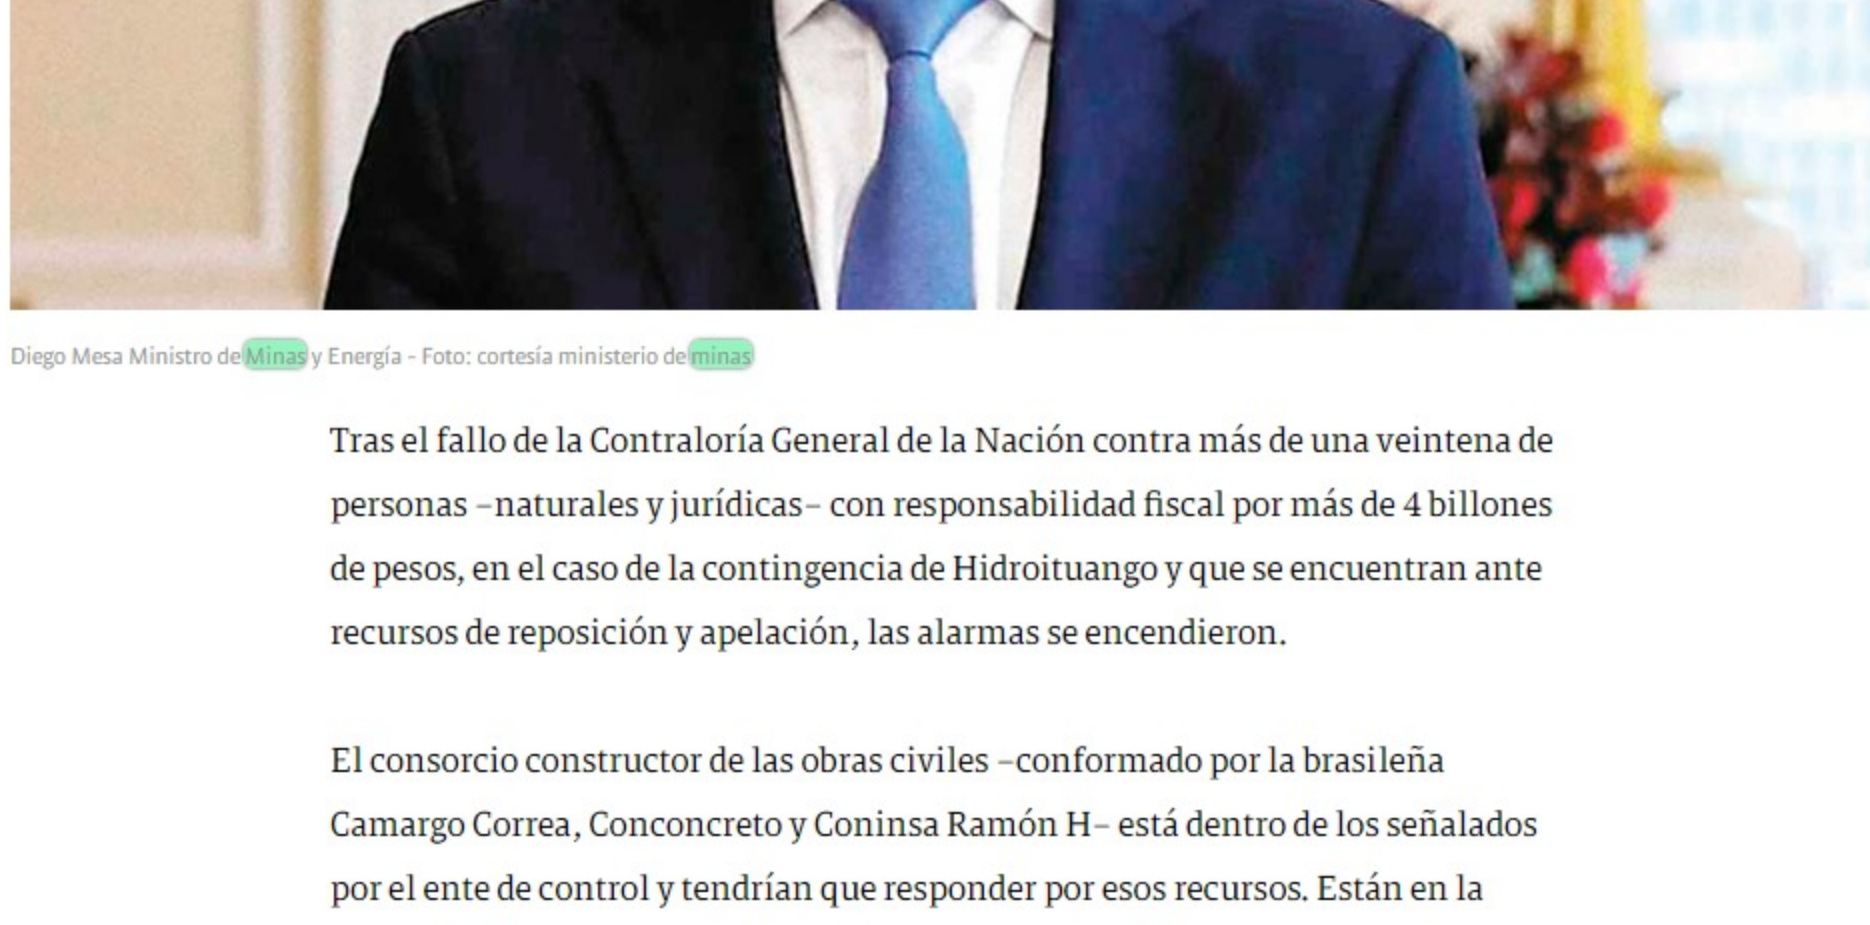 Diego Mesa Ministro de Minas y Energía - Foto: cortesía ministerio de minas
Tras el fallo de la Contraloría General de la Nación contra más de una veintena de
personas –naturales y jurídicas– con responsabilidad fiscal por más de 4 billones
de pesos, en el caso de la contingencia de Hidroituango y que se encuentran ante
recursos de reposición y apelación, las alarmas se encendieron.
El consorcio constructor de las obras civiles –conformado por la brasileña
Camargo Correa, Conconcreto y Coninsa Ramón H– está dentro de los señalados
por el ente de control y tendrían que responder por esos recursos. Están en la